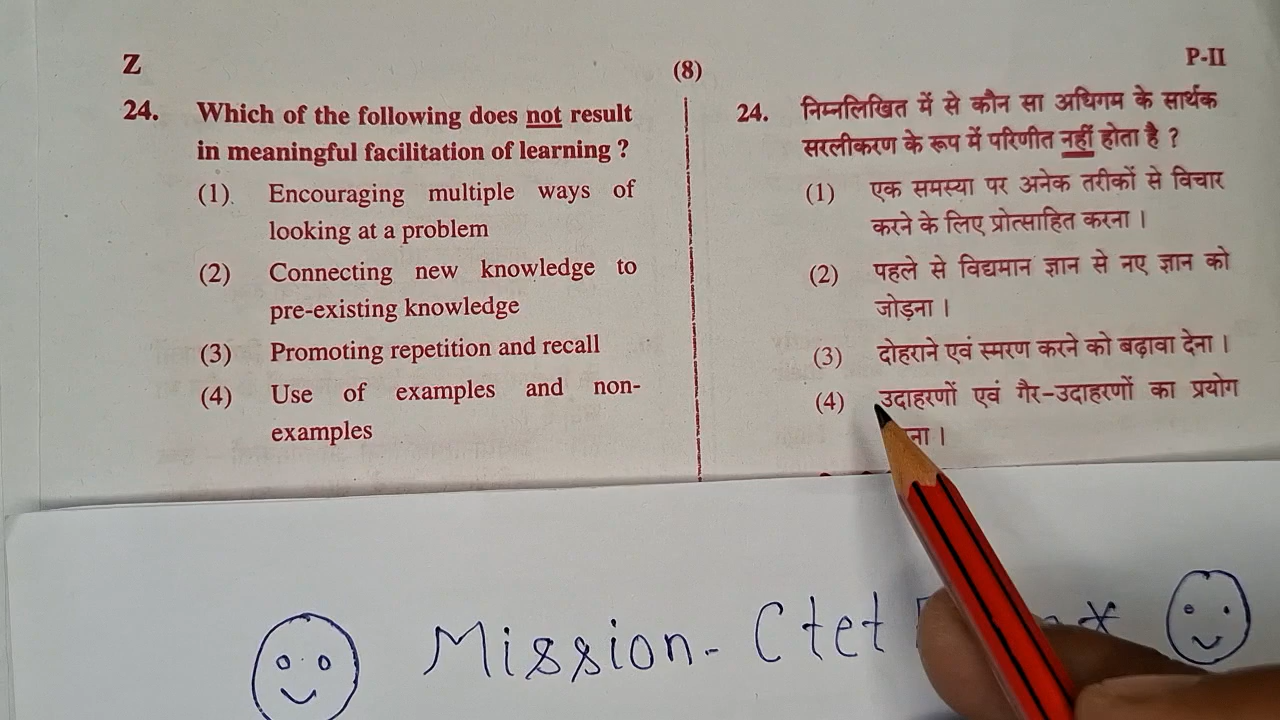 Z
(8)
P-II
24. Which of the following does not result
in meaningful facilitation of learning ?
(1) Encouraging multiple ways of
looking at a problem
(2) Connecting new knowledge to
pre-existing knowledge
(3) Promoting repetition and recall
(4) Use of examples and non-
examples
24. निम्नलिखित में से कौन सा अधिगम के सार्थक
सरलीकरण के रूप में परिणीत नहीं होता है ?
(1) एक समस्या पर अनेक तरीकों से विचार
करने के लिए प्रोत्साहित करना ।
(2) पहले से विद्यमान ज्ञान से नए ज्ञान को
जोड़ना ।
(3) दोहराने एवं स्मरण करने को बढ़ावा देना ।
(4) उदाहरणों एवं गैर-उदाहरणों का प्रयोग
Mission- Ctet